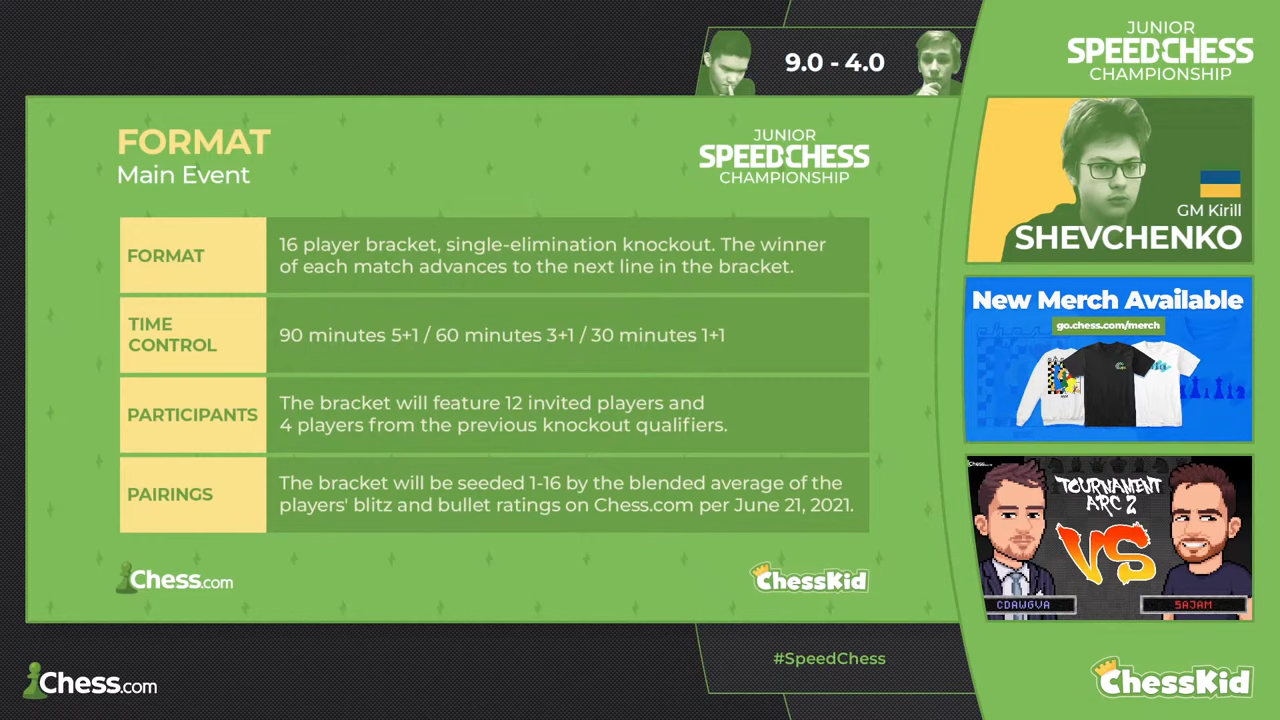 9.0 - 4.0
JUNIOR
SPEEDCHESS
CHAMPIONSHIP
FORMAT
Main Event
JUNIOR
SPEEDCHESS
CHAMPIONSHIP
FORMAT
16 player bracket, single-elimination knockout. The winner
of each match advances to the next line in the bracket.
TIME
CONTROL
90 minutes 5+1 / 60 minutes 3+1 / 30 minutes 1+1
PARTICIPANTS
The bracket will feature 12 invited players and
4 players from the previous knockout qualifiers.
PAIRINGS
The bracket will be seeded 1-16 by the blended average of the
players' blitz and bullet ratings on Chess.com per June 21, 2021.
Chess.com
ChessKid
GM Kirill
SHEVCHENKO
New Merch Available
go.chess.com/merch
Chess.com
TOURNAMENT
ARC 2
VS
CDAWGVA
SAJAM
#SpeedChess
Chess.com
ChessKid